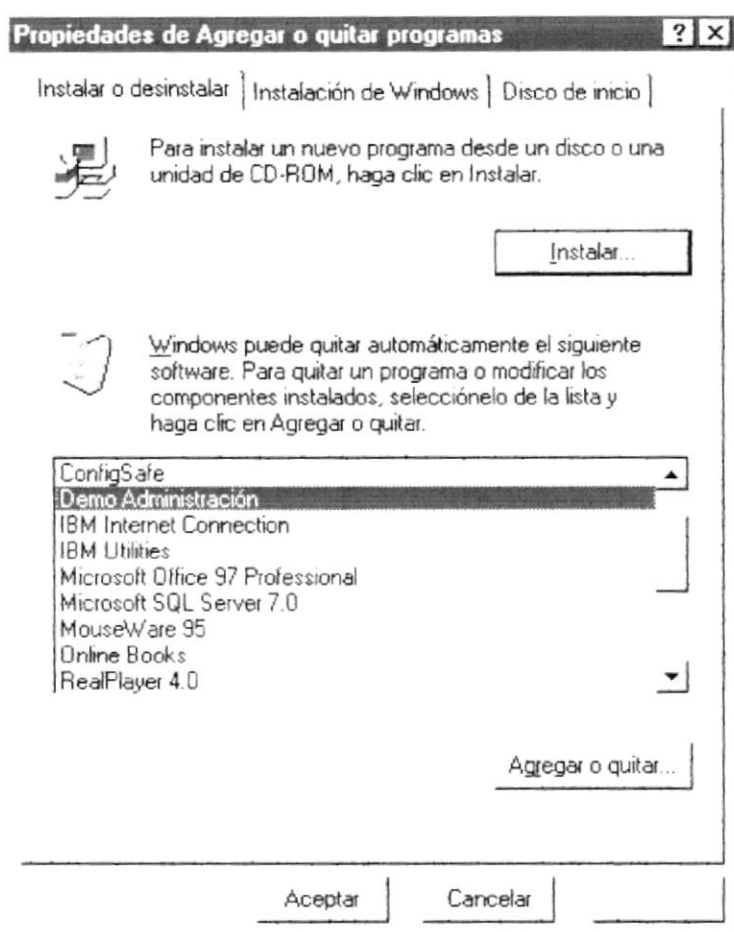 Propiedades de Agregar o quitar programas
Instalar o desinstalar Instalación de Windows Disco de inicio
Para instalar un nuevo programa desde un disco o una
unidad de CD-ROM, haga clic en Instalar.
Instalar...
Windows puede quitar automáticamente el siguiente
software. Para quitar un programa o modificar los
componentes instalados, selecciónelo de la lista y
haga clic en Agregar o quitar.
ConfigSafe
Demo Administración
IBM Internet Connection
IBM Utilities
Microsoft Office 97 Professional
Microsoft SQL Server 7.0
MouseWare 95
Online Books
RealPlayer 4.0
Agregar o quitar...
Aceptar Cancelar